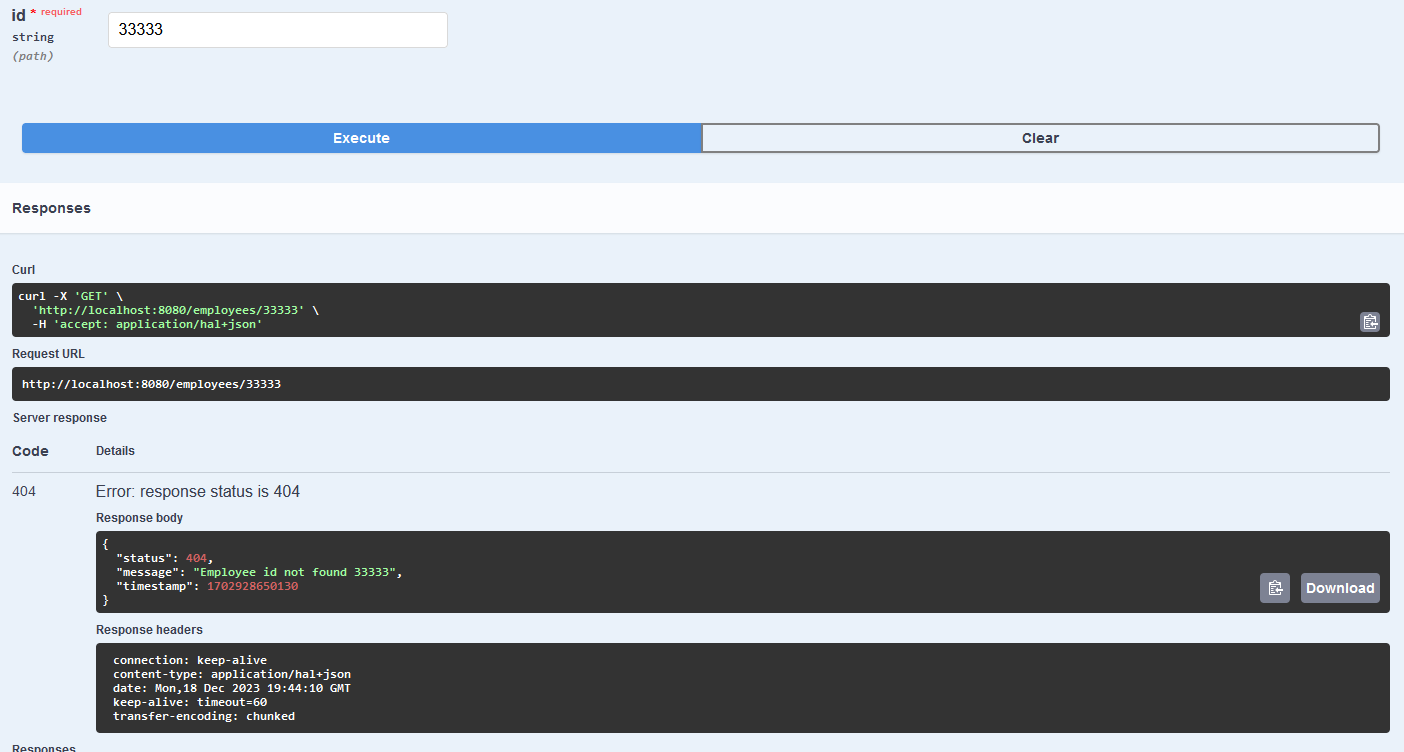 id * required
string
(path)
33333
Execute
Clear
Responses
Curl
curl -X 'GET' \
  'http://localhost:8080/employees/33333' \
  -H 'accept: application/hal+json'
Request URL
http://localhost:8080/employees/33333
Server response
Code Details
404 Error: response status is 404
Response body
{
  "status": 404,
  "message": "Employee id not found 33333",
  "timestamp": 1702928650130
}
Download
Response headers
connection: keep-alive
content-type: application/hal+json
date: Mon,18 Dec 2023 19:44:10 GMT
keep-alive: timeout=60
transfer-encoding: chunked
Responses